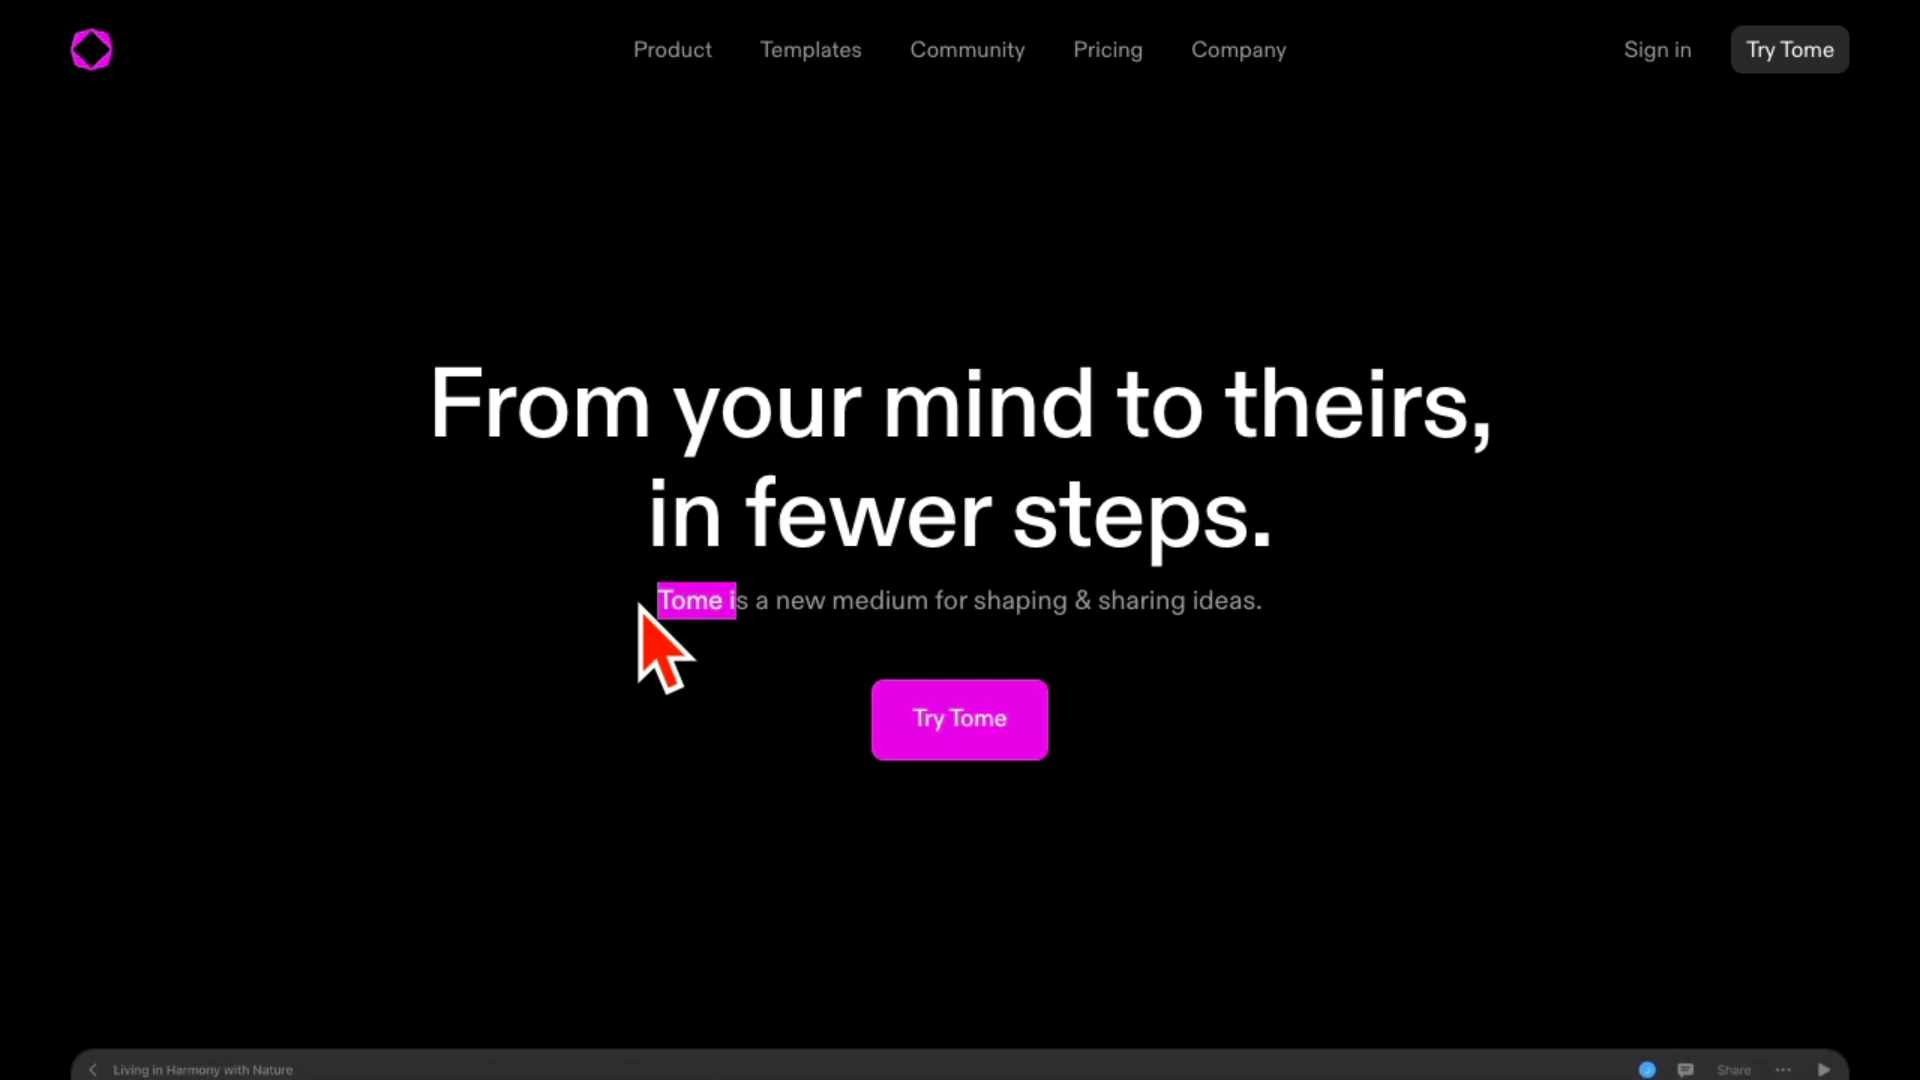 Product Templates Community Pricing Company Sign in Try Tome
From your mind to theirs,
in fewer steps.
Tome is a new medium for shaping & sharing ideas.
Try Tome
Living in Harmony with Nature Share